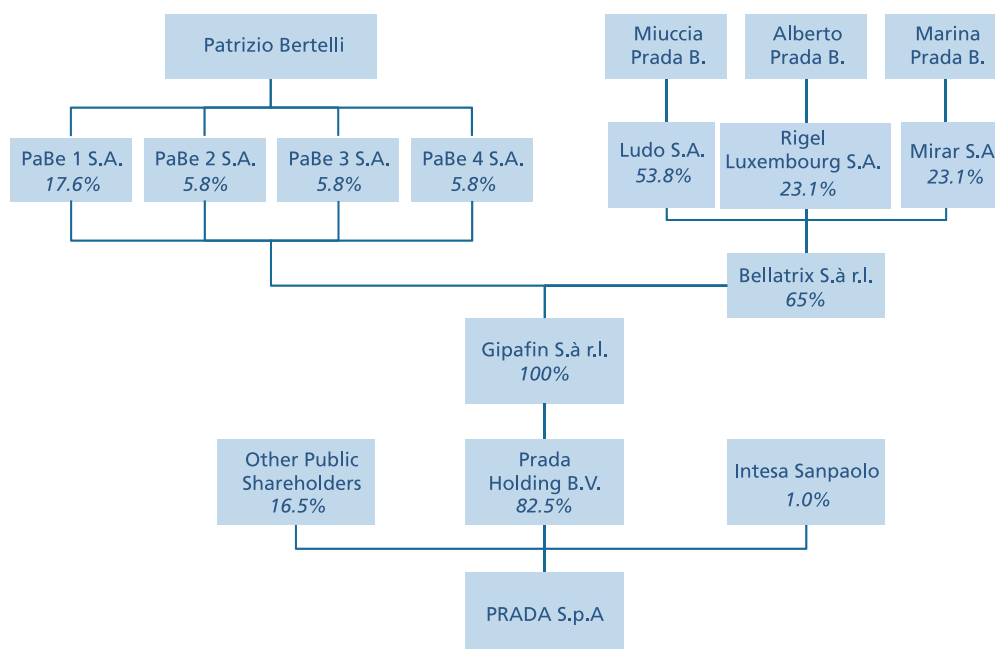 Patrizio Bertelli
Miuccia
Prada B.
Alberto
Prada B.
Marina
Prada B.
PaBe 1 S.A.
17.6%
PaBe 2 S.A.
5.8%
PaBe 3 S.A.
5.8%
PaBe 4 S.A.
5.8%
Ludo S.A.
53.8%
Rigel
Luxembourg S.A.
23.1%
Mirar S.A
23.1%
Bellatrix S.à r.l.
65%
Gipafin S.à r.l.
100%
Other Public
Shareholders
16.5%
Prada
Holding B.V.
82.5%
Intesa Sanpaolo
1.0%
PRADA S.p.A